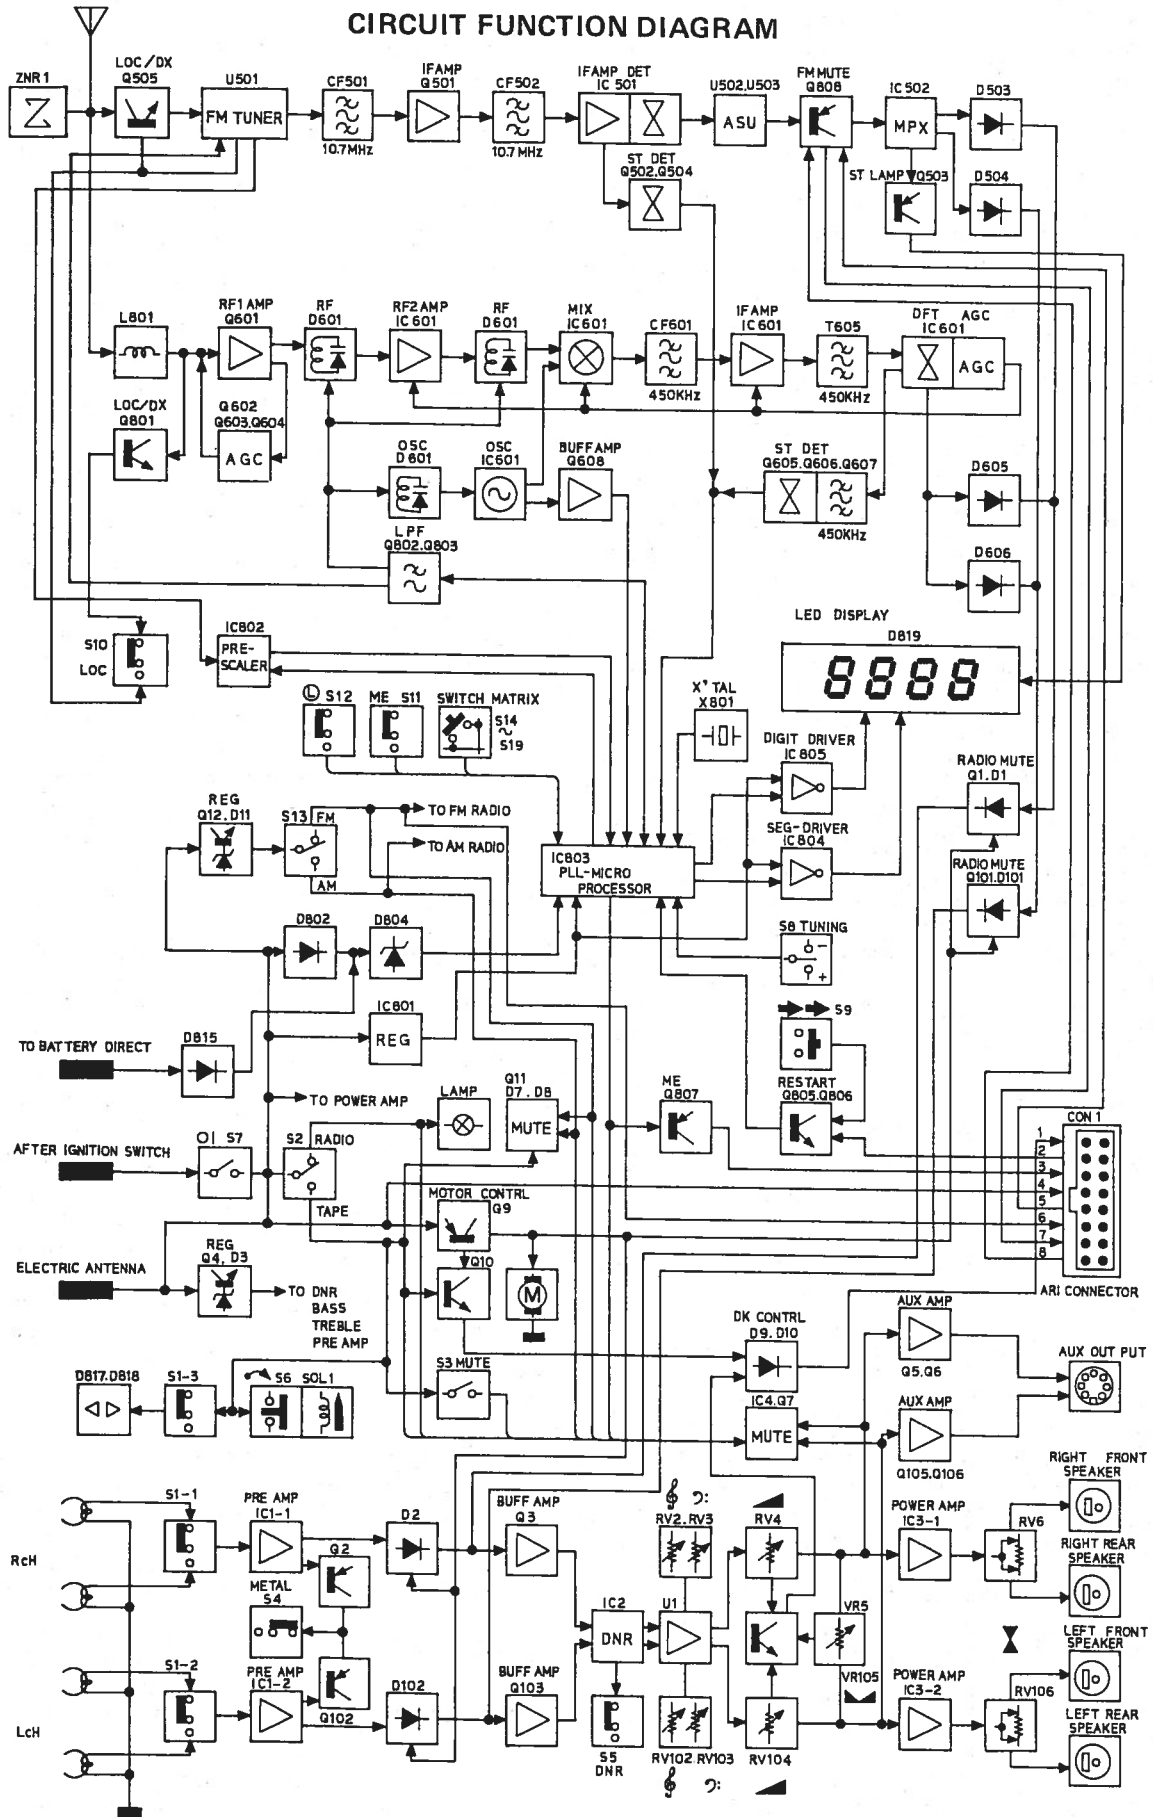 CIRCUIT FUNCTION DIAGRAM
ZNR1
LOC/DX
Q505
U501
FM TUNER
CF501
10.7MHz
IFAMP
Q501
CF502
10.7MHz
IFAMP DET
IC 501
U502,U503
ASU
FM MUTE
Q808
IC502
MPX
D503
ST DET
Q502.Q504
ST LAMP Q503
D504
L801
RF1 AMP
Q601
RF
D601
RF2 AMP
IC601
RF
D601
MIX
IC601
CF601
450KHz
IFAMP
IC601
T605
450KHz
DFT AGC
IC601
AGC
LOC/DX
Q801
Q602
Q603.Q604
AGC
OSC
D601
OSC
IC601
BUFF AMP
Q608
ST DET
Q605.Q606.Q607
450KHz
D605
D606
LPF
Q802.Q803
S10
LOC
IC802
PRE-
SCALER
LED DISPLAY
D819
8888
L S12
ME S11
SWITCH MATRIX
S14
~
S19
X'TAL
X801
DIGIT DRIVER
IC805
RADIO MUTE
Q1.D1
REG
Q12,D11
S13 FM
AM
TO FM RADIO
TO AM RADIO
IC803
PLL-MICRO
PROCESSOR
SEG-DRIVER
IC804
RADIO MUTE
Q101.D101
D802
D804
S8 TUNING
-
+
IC801
REG
S9
TO BATTERY DIRECT
D815
LAMP
Q11
D7.D8
MUTE
ME
Q807
RESTART
Q805.Q806
TO POWER AMP
CON 1
1
2
3
4
5
6
7
8
ARI CONNECTOR
AFTER IGNITION SWITCH
OI S7
S2
RADIO
TAPE
MOTOR CONTRL
Q9
ELECTRIC ANTENNA
REG
Q4, D3
TO DNR
BASS
TREBLE
PRE AMP
Q10
M
DK CONTRL
D9.D10
AUX AMP
Q5.Q6
AUX OUT PUT
D817.D818
S1-3
S6
SOL1
S3 MUTE
IC4.Q7
MUTE
AUX AMP
Q105.Q106
RIGHT FRONT
SPEAKER
S1-1
PRE AMP
IC1-1
D2
BUFF AMP
Q3
RV2.RV3
RV4
POWER AMP
IC3-1
RV6
RIGHT REAR
SPEAKER
RcH
Q2
METAL
S4
IC2
DNR
U1
VR5
LEFT FRONT
SPEAKER
S1-2
PRE AMP
IC1-2
Q102
D102
BUFF AMP
Q103
VR105
POWER AMP
IC3-2
RV106
LEFT REAR
SPEAKER
LcH
S5
DNR
RV102.RV103
RV104